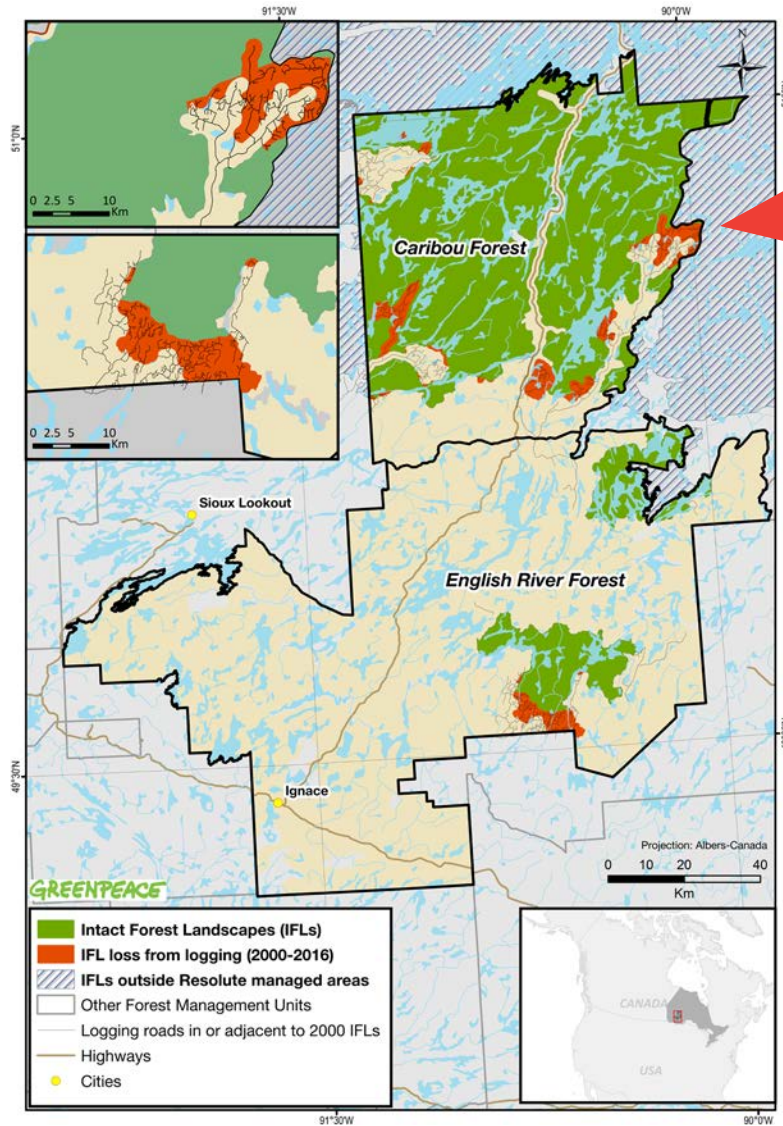 91°30'W
90°0'W
N
51°0'N
0 2.5 5 10
Km
Caribou Forest
0 2.5 5 10
Km
Sioux Lookout
English River Forest
49°30'N
Ignace
Projection: Albers-Canada
0 10 20 40
Km
GREENPEACE
Intact Forest Landscapes (IFLs)
IFL loss from logging (2000-2016)
IFLs outside Resolute managed areas
Other Forest Management Units
Logging roads in or adjacent to 2000 IFLs
Highways
Cities
CANADA
USA
91°30'W
90°0'W